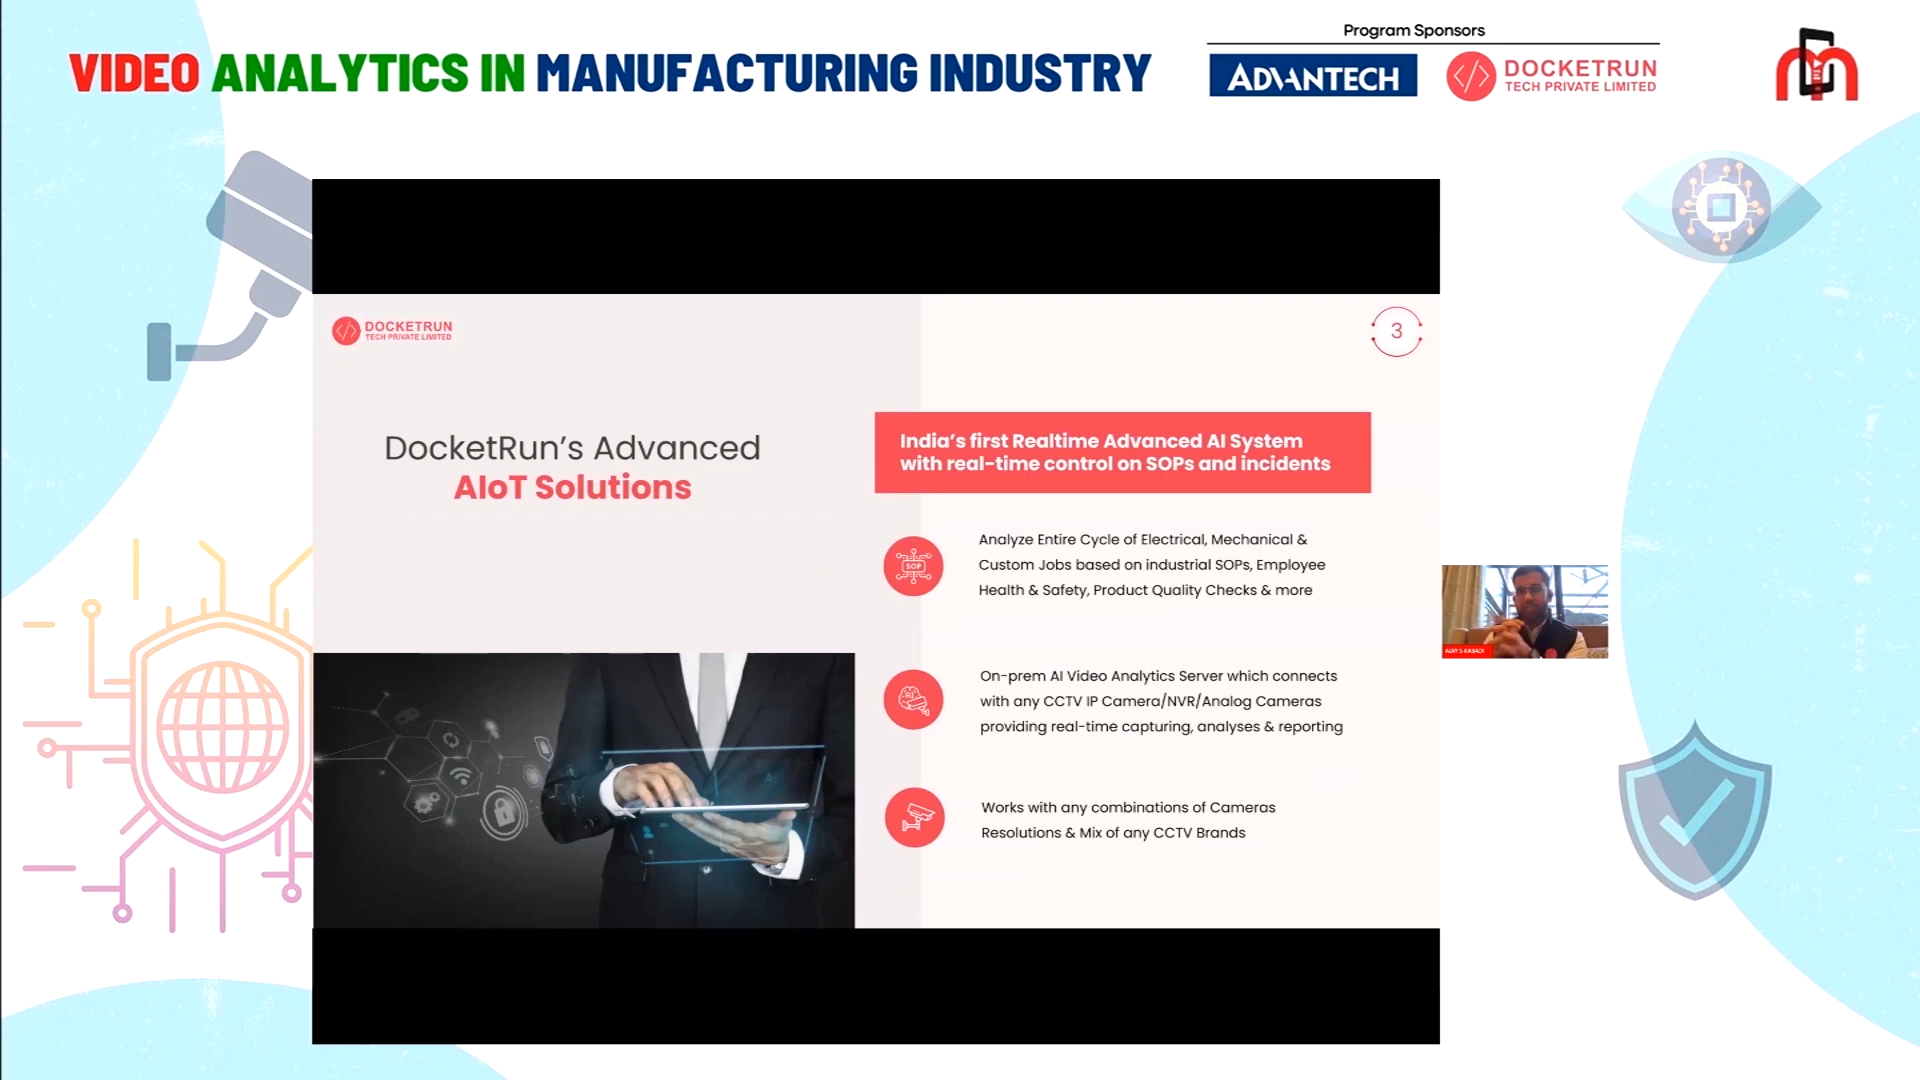 VIDEO ANALYTICS IN MANUFACTURING INDUSTRY
Program Sponsors
ADVANTECH
DOCKETRUN
TECH PRIVATE LIMITED
DOCKETRUN
TECH PRIVATE LIMITED
3
DocketRun's Advanced
AIoT Solutions
India's first Realtime Advanced AI System
with real-time control on SOPs and incidents
SOP
Analyze Entire Cycle of Electrical, Mechanical &
Custom Jobs based on industrial SOPs, Employee
Health & Safety, Product Quality Checks & more
On-prem AI Video Analytics Server which connects
with any CCTV IP Camera/NVR/Analog Cameras
providing real-time capturing, analyses & reporting
Works with any combinations of Cameras
Resolutions & Mix of any CCTV Brands
AJAY S KABADI